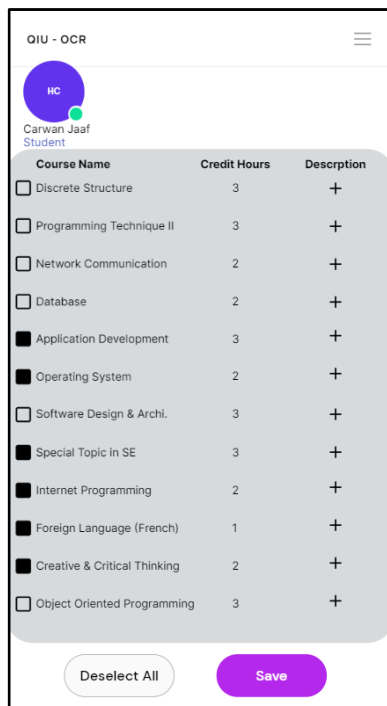 QIU - OCR
HC
Carwan Jaaf
Student
Course Name Credit Hours Descrption
Discrete Structure 3 +
Programming Technique II 3 +
Network Communication 2 +
Database 2 +
Application Development 3 +
Operating System 2 +
Software Design & Archi. 3 +
Special Topic in SE 3 +
Internet Programming 2 +
Foreign Language (French) 1 +
Creative & Critical Thinking 2 +
Object Oriented Programming 3 +
Deselect All Save